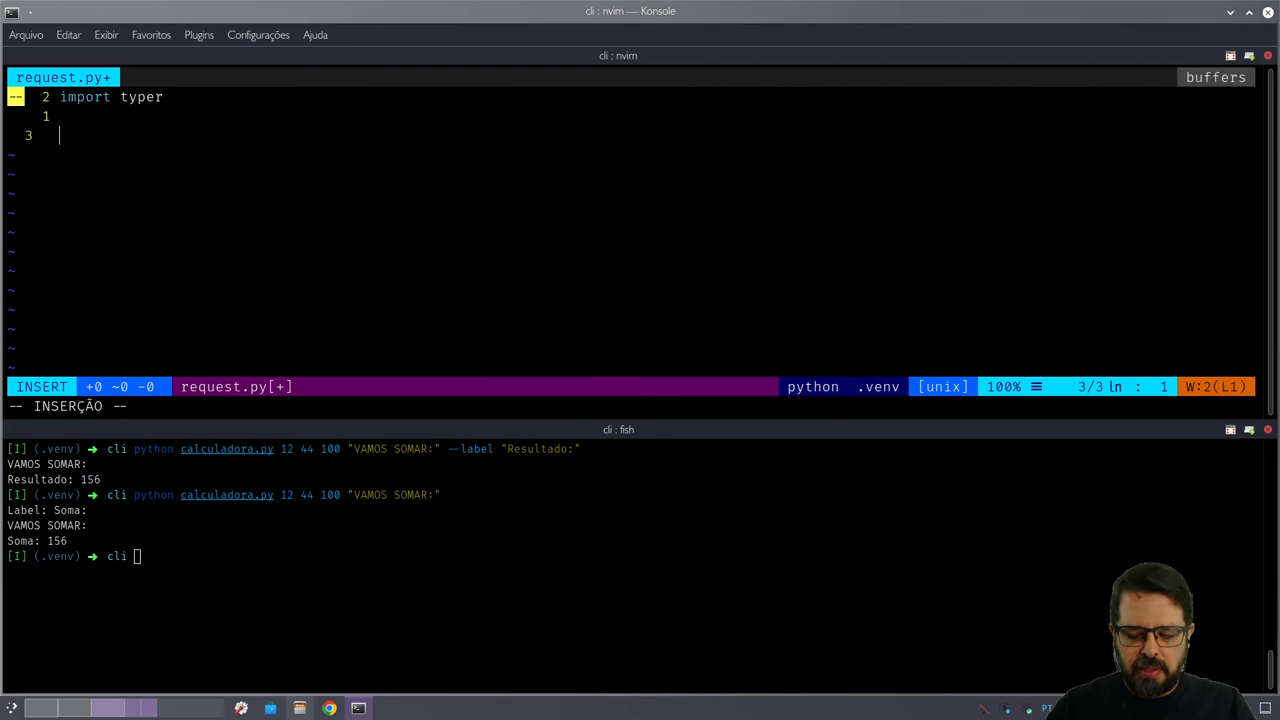 cli : nvim — Konsole
Arquivo Editar Exibir Favoritos Plugins Configurações Ajuda
cli : nvim
request.py+ buffers
-- 2 import typer
1
3
~
~
~
~
~
~
~
~
~
~
~
~
INSERT +0 ~0 -0 request.py[+] python .venv [unix] 100% ☰ 3/3 ln : 1 W:2(L1)
-- INSERÇÃO --
cli : fish
[I] (.venv) ➜ cli python calculadora.py 12 44 100 "VAMOS SOMAR:" --label "Resultado:"
VAMOS SOMAR:
Resultado: 156
[I] (.venv) ➜ cli python calculadora.py 12 44 100 "VAMOS SOMAR:"
Label: Soma:
VAMOS SOMAR:
Soma: 156
[I] (.venv) ➜ cli
PT